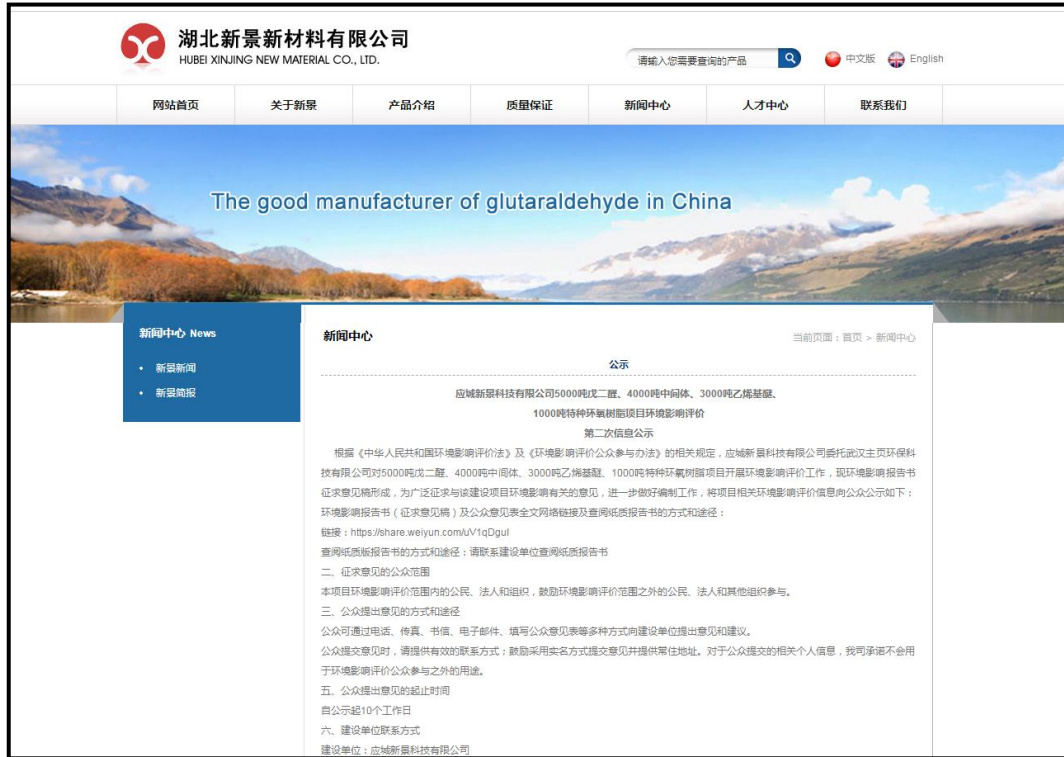 湖北新景新材料有限公司
HUBEI XINJING NEW MATERIAL CO., LTD.
请输入您需要查询的产品
中文版
English
网站首页
关于新景
产品介绍
质量保证
新闻中心
人才中心
联系我们
The good manufacturer of glutaraldehyde in China
新闻中心 News
• 新景新闻
• 新景简报
新闻中心
当前页面：首页 > 新闻中心
公示
应城新景科技有限公司5000吨戊二醛、4000吨中间体、3000吨乙烯基醚、
1000吨特种环氧树脂项目环境影响评价
第二次信息公示
根据《中华人民共和国环境影响评价法》及《环境影响评价公众参与办法》的相关规定，应城新景科技有限公司委托武汉主页环保科
技有限公司对5000吨戊二醛、4000吨中间体、3000吨乙烯基醚、1000吨特种环氧树脂项目开展环境影响评价工作，现环境影响报告书
征求意见稿形成，为广泛征求与该建设项目环境影响有关的意见，进一步做好编制工作，将项目相关环境影响评价信息向公众公示如下：
环境影响报告书（征求意见稿）及公众意见表全文网络链接及查阅纸质报告书的方式和途径：
链接：https://share.weiyun.com/uV1qDguI
查阅纸质版报告书的方式和途径：请联系建设单位查阅纸质报告书
二、征求意见的公众范围
本项目环境影响评价范围内的公民、法人和组织，鼓励环境影响评价范围之外的公民、法人和其他组织参与。
三、公众提出意见的方式和途径
公众可通过电话、传真、书信、电子邮件、填写公众意见表等多种方式向建设单位提出意见和建议。
公众提交意见时，请提供有效的联系方式；鼓励采用实名方式提交意见并提供常住地址。对于公众提交的相关个人信息，我司承诺不会用
于环境影响评价公众参与之外的用途。
五、公众提出意见的起止时间
自公示起10个工作日
六、建设单位联系方式
建设单位：应城新景科技有限公司